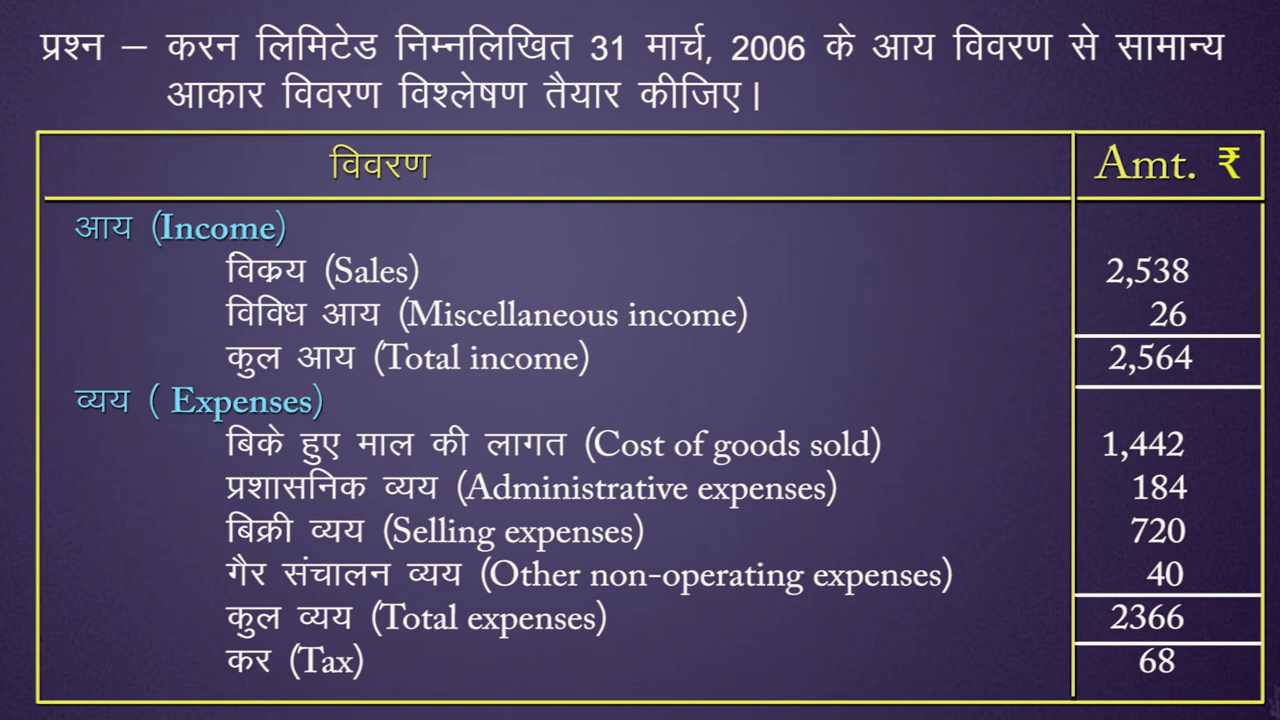 प्रश्न – करन लिमिटेड निम्नलिखित 31 मार्च, 2006 के आय विवरण से सामान्य
आकार विवरण विश्लेषण तैयार कीजिए।
विवरण Amt. ₹
आय (Income)
विक्रय (Sales) 2,538
विविध आय (Miscellaneous income) 26
कुल आय (Total income) 2,564
व्यय ( Expenses)
बिके हुए माल की लागत (Cost of goods sold) 1,442
प्रशासनिक व्यय (Administrative expenses) 184
बिक्री व्यय (Selling expenses) 720
गैर संचालन व्यय (Other non-operating expenses) 40
कुल व्यय (Total expenses) 2366
कर (Tax) 68